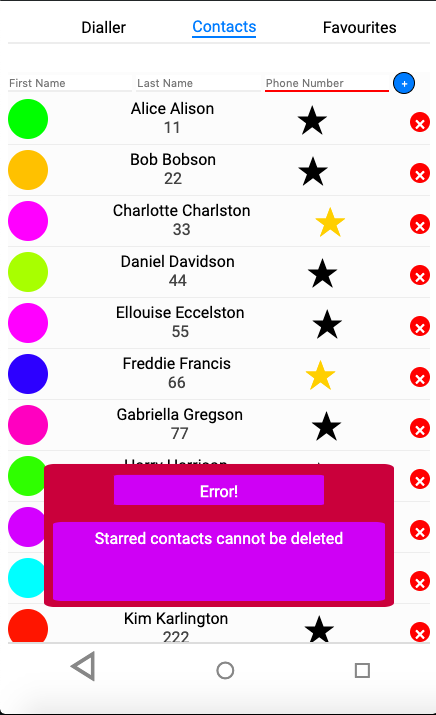 Dialler Contacts Favourites
First Name Last Name Phone Number +
Alice Alison
11
Bob Bobson
22
Charlotte Charlston
33
Daniel Davidson
44
Ellouise Eccelston
55
Freddie Francis
66
Gabriella Gregson
77
Error!
Starred contacts cannot be deleted
Kim Karlington
222